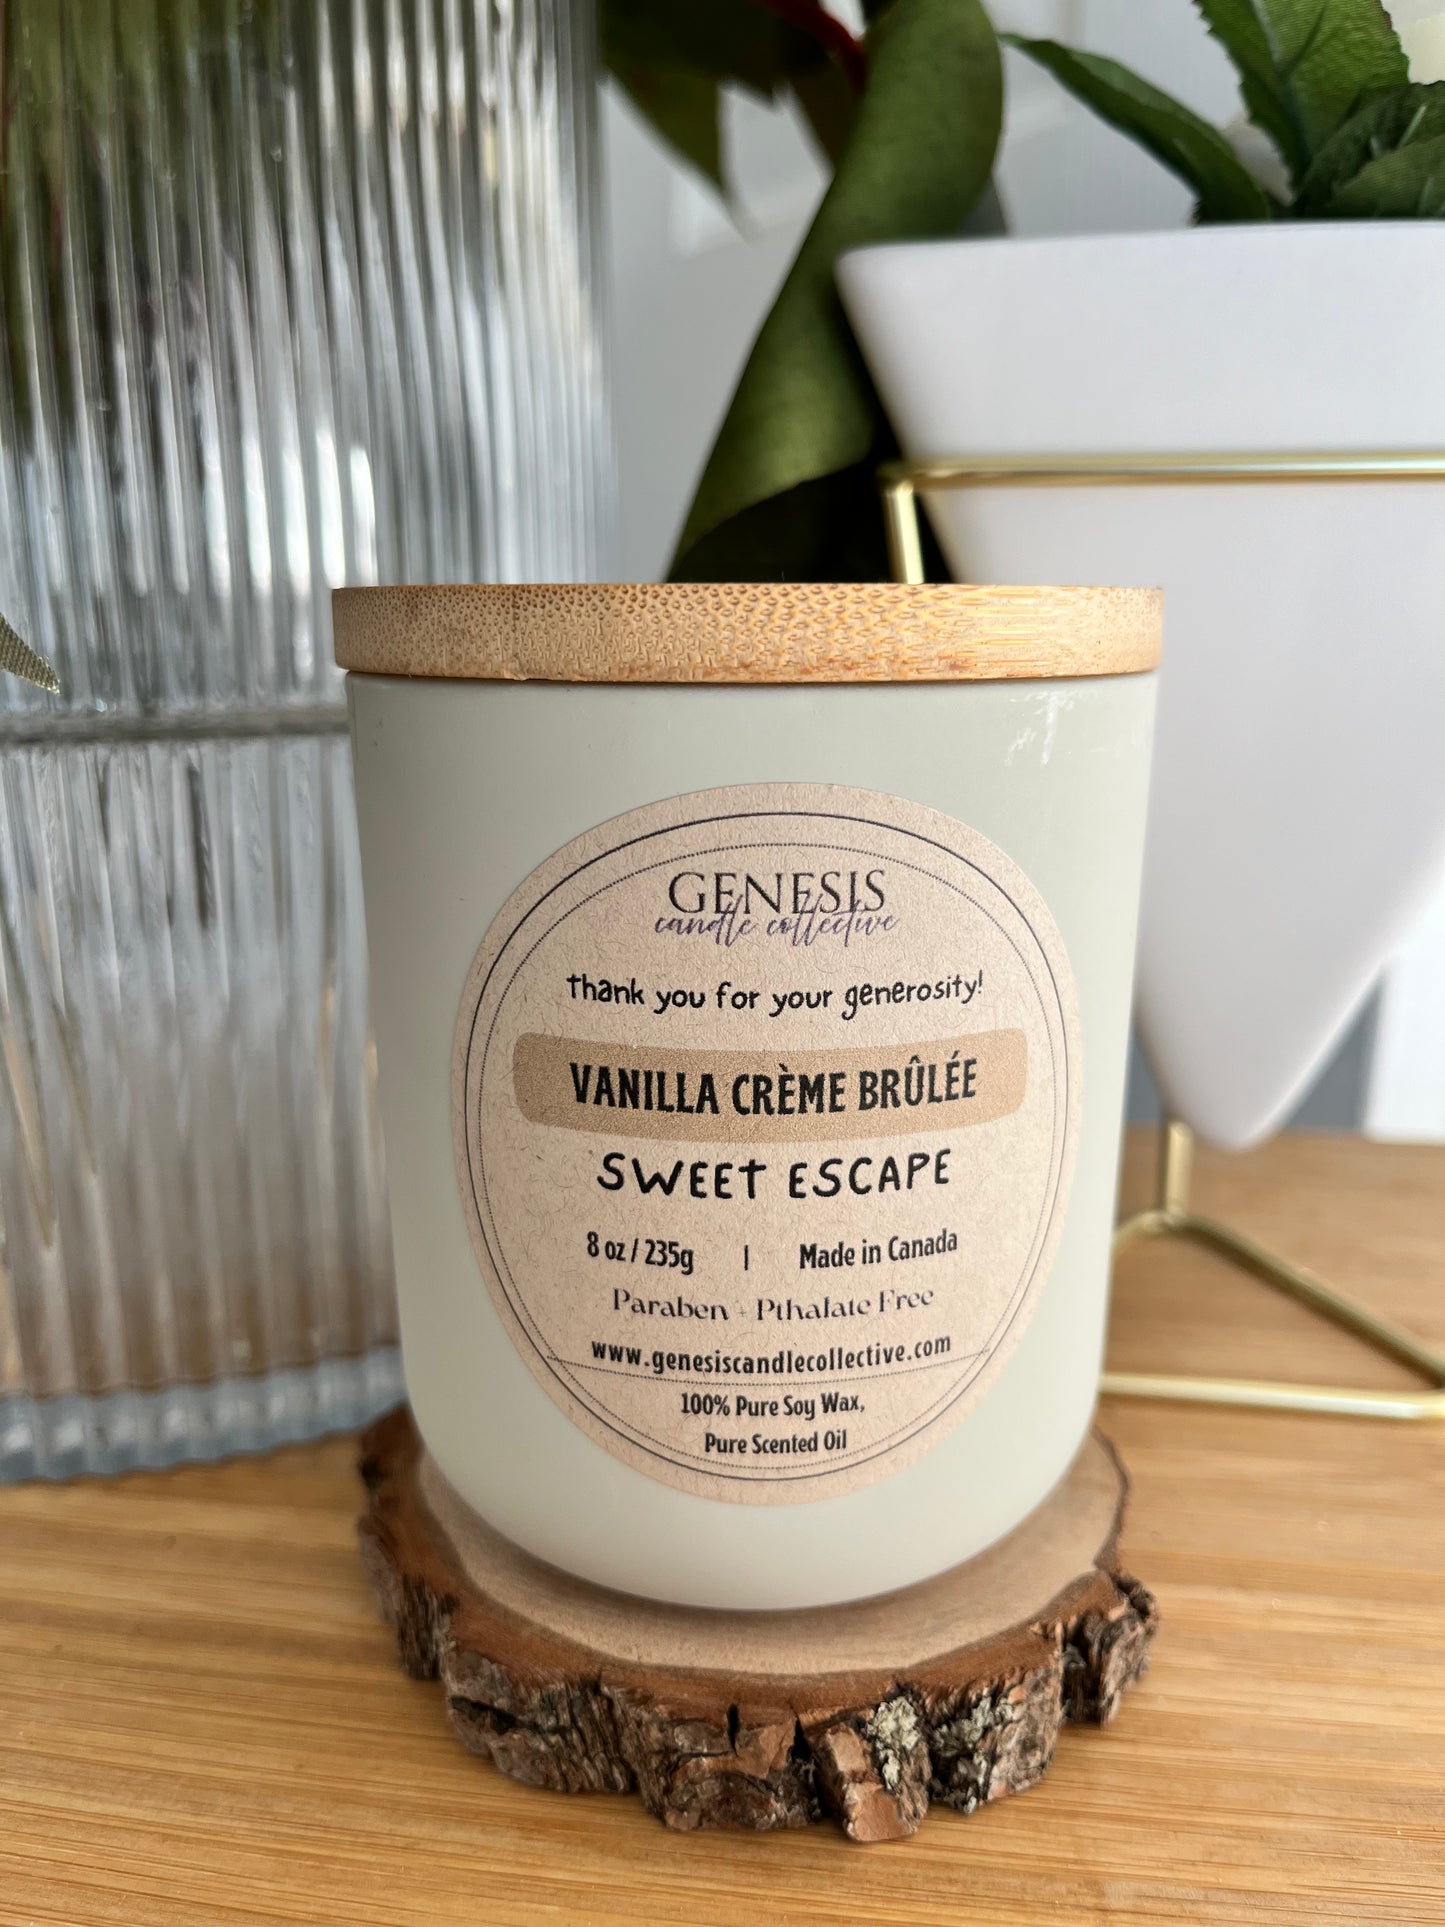 GENESIS
candle collective
thank you for your generosity!
VANILLA CRÈME BRÛLÉE
SWEET ESCAPE
8 oz / 235g | Made in Canada
Paraben + Pthalate Free
www.genesiscandlecollective.com
100% Pure Soy Wax,
Pure Scented Oil